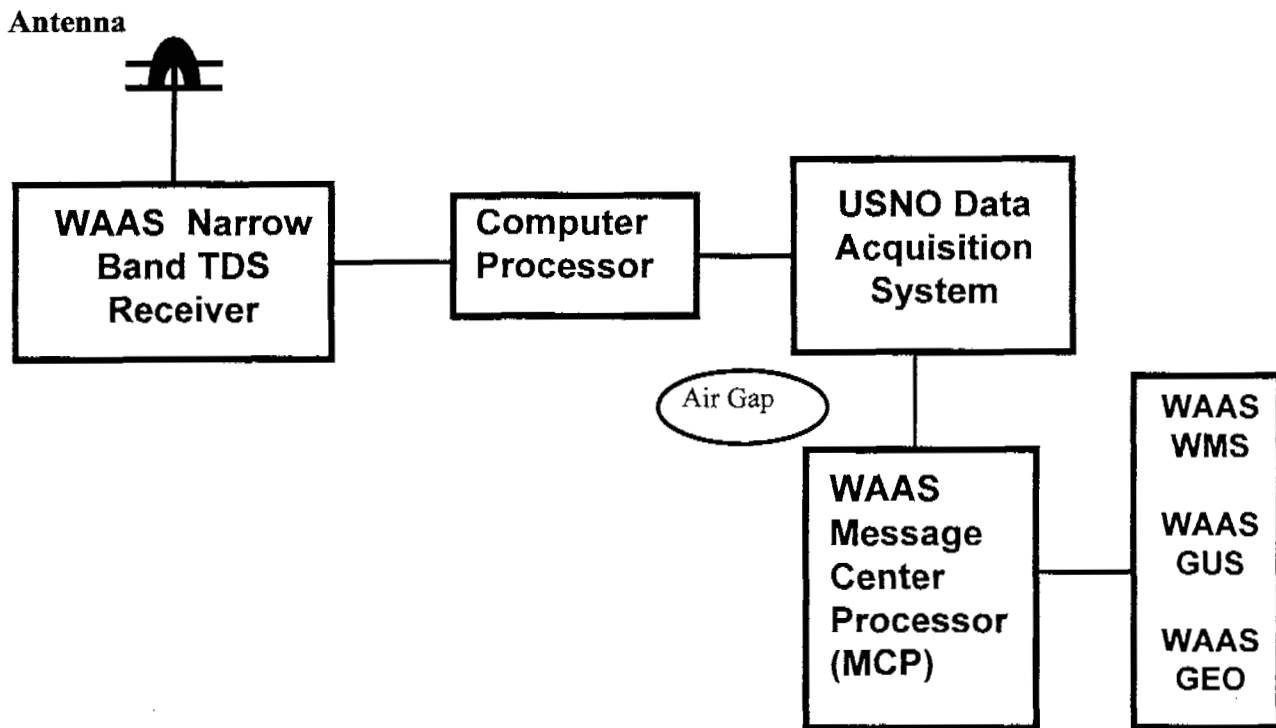 Antenna
WAAS Narrow
Band TDS
Receiver
Computer
Processor
USNO Data
Acquisition
System
Air Gap
WAAS
Message
Center
Processor
(MCP)
WAAS
WMS
WAAS
GUS
WAAS
GEO